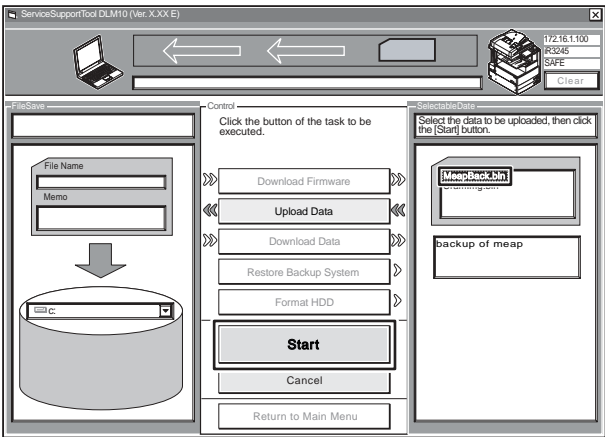 ServiceSupportTool DLM10 (Ver. X.XX E)
172.16.1.100
iR3245
SAFE
Clear
FileSave
File Name
Memo
C:
Control
Click the button of the task to be
executed.
Download Firmware
Upload Data
Download Data
Restore Backup System
Format HDD
Start
Cancel
Return to Main Menu
SelectableDate
Select the data to be uploaded, then click
the [Start] button.
MeapBack.bin
backup of meap